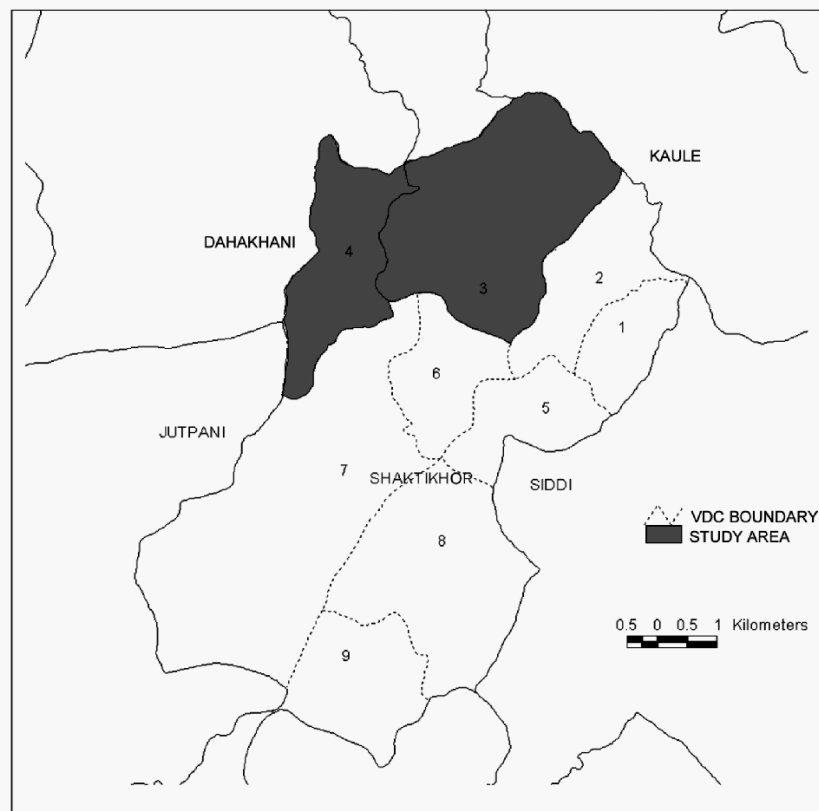 KAULE
DAHAKHANI
4
2
3
1
6
5
JUTPANI
7
SHAKTIKHOR
SIDDI
VDC BOUNDARY
STUDY AREA
8
0.5 0 0.5 1 Kilometers
9